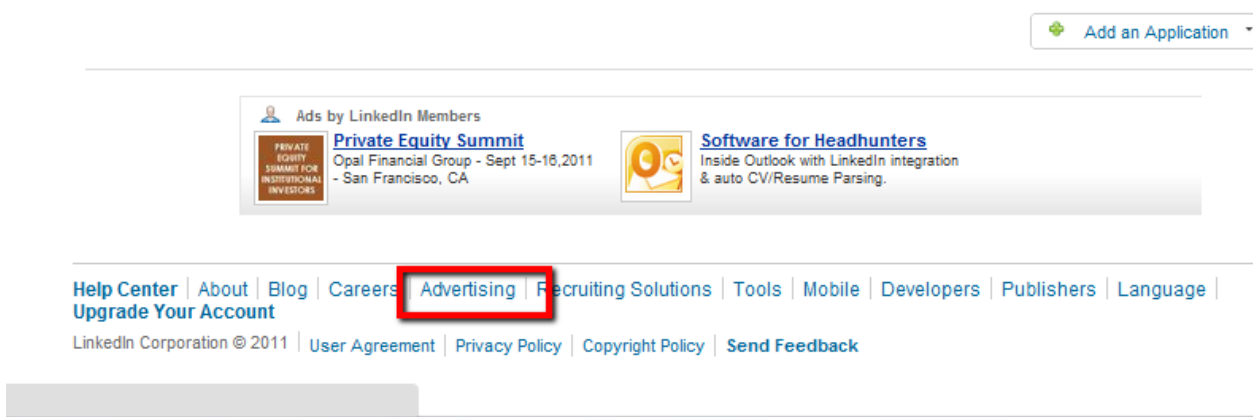 Add an Application
Ads by LinkedIn Members
PRIVATE
EQUITY
SUMMIT FOR
INSTITUTIONAL
INVESTORS
Private Equity Summit
Opal Financial Group - Sept 15-16,2011
- San Francisco, CA
Software for Headhunters
Inside Outlook with LinkedIn integration
& auto CV/Resume Parsing.
Help Center | About | Blog | Careers | Advertising | Recruiting Solutions | Tools | Mobile | Developers | Publishers | Language |
Upgrade Your Account
LinkedIn Corporation © 2011 | User Agreement | Privacy Policy | Copyright Policy | Send Feedback